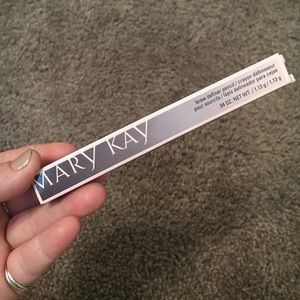 MARY KAY
brow definer pencil / crayon définisseur
pour sourcils / lápiz delineador para cejas
.04 OZ. NET WT. / 1.13 g / 1.13 g